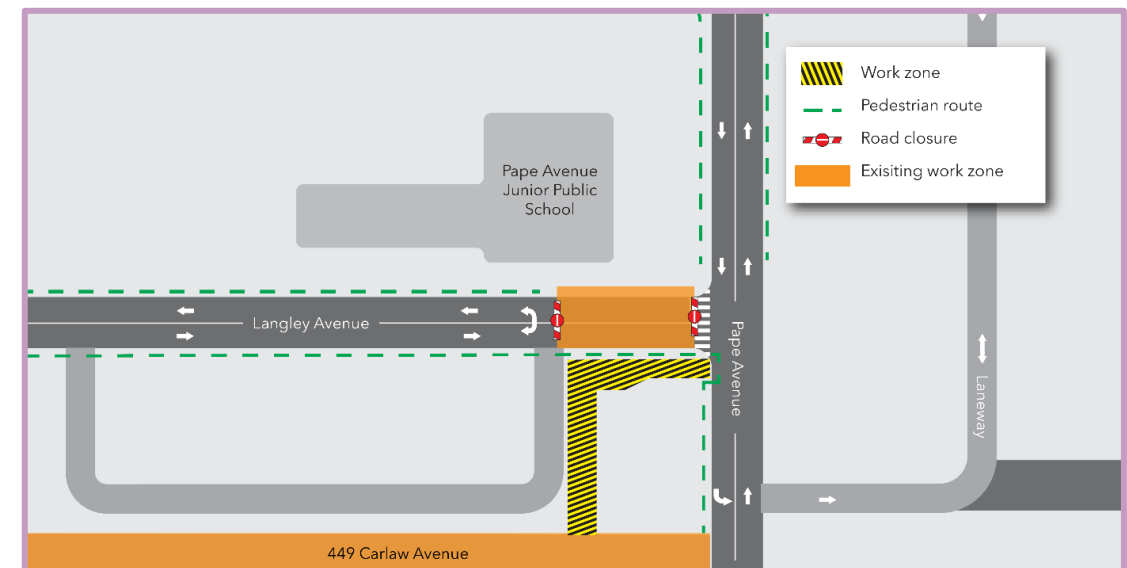 Work zone
Pedestrian route
Road closure
Exisiting work zone
Pape Avenue
Junior Public
School
Langley Avenue
Pape Avenue
Laneway
449 Carlaw Avenue